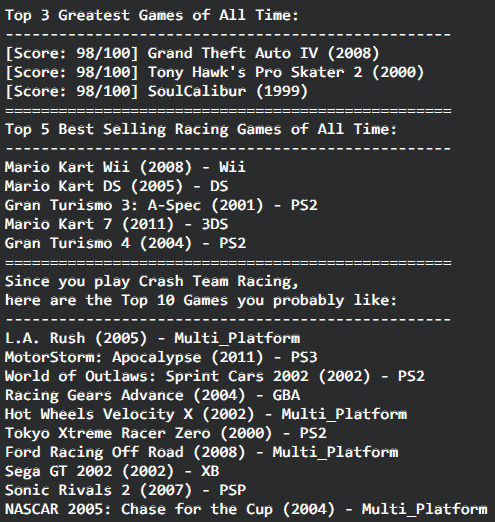 Top 3 Greatest Games of All Time:
--------------------------------------------------
[Score: 98/100] Grand Theft Auto IV (2008)
[Score: 98/100] Tony Hawk's Pro Skater 2 (2000)
[Score: 98/100] SoulCalibur (1999)
==================================================
Top 5 Best Selling Racing Games of All Time:
--------------------------------------------------
Mario Kart Wii (2008) - Wii
Mario Kart DS (2005) - DS
Gran Turismo 3: A-Spec (2001) - PS2
Mario Kart 7 (2011) - 3DS
Gran Turismo 4 (2004) - PS2
==================================================
Since you play Crash Team Racing,
here are the Top 10 Games you probably like:
--------------------------------------------------
L.A. Rush (2005) - Multi_Platform
MotorStorm: Apocalypse (2011) - PS3
World of Outlaws: Sprint Cars 2002 (2002) - PS2
Racing Gears Advance (2004) - GBA
Hot Wheels Velocity X (2002) - Multi_Platform
Tokyo Xtreme Racer Zero (2000) - PS2
Ford Racing Off Road (2008) - Multi_Platform
Sega GT 2002 (2002) - XB
Sonic Rivals 2 (2007) - PSP
NASCAR 2005: Chase for the Cup (2004) - Multi_Platform